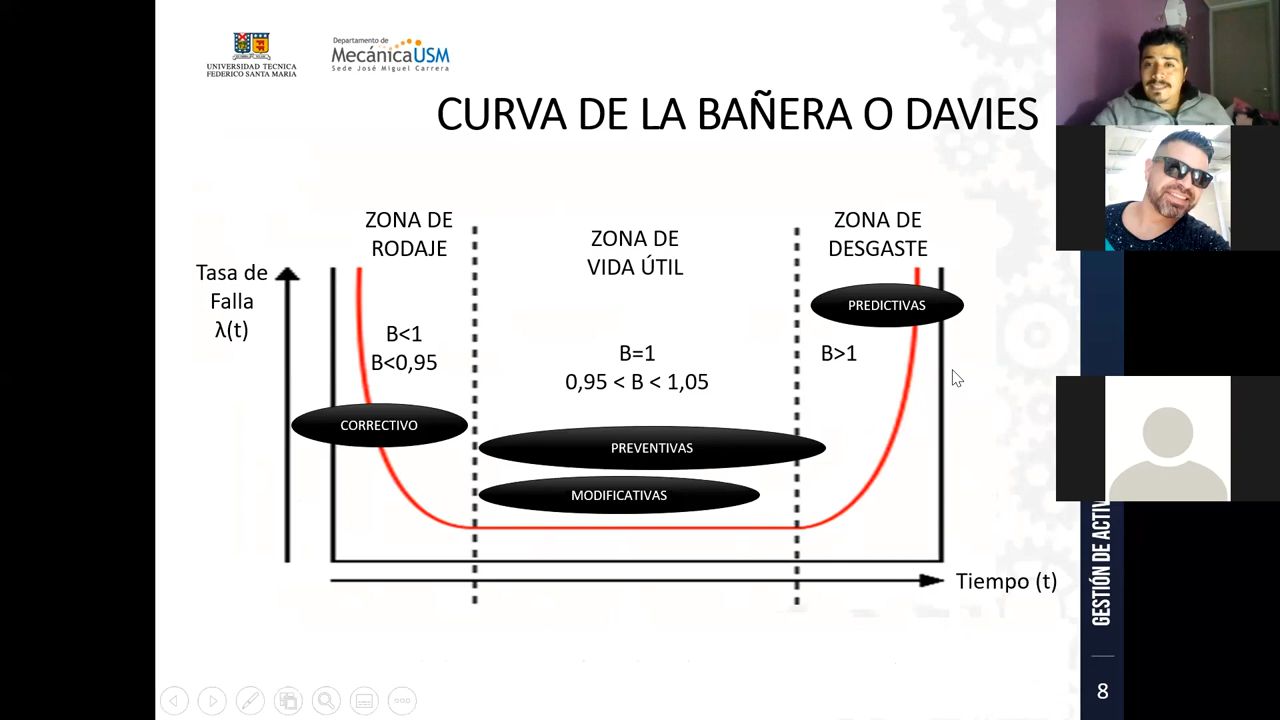 UNIVERSIDAD TECNICA
FEDERICO SANTA MARIA
Departamento de
MecánicaUSM
Sede José Miguel Carrera
CURVA DE LA BAÑERA O DAVIES
ZONA DE
RODAJE
ZONA DE
VIDA ÚTIL
ZONA DE
DESGASTE
Tasa de
Falla
λ(t)
PREDICTIVAS
B<1
B<0,95
B=1
0,95 < B < 1,05
B>1
CORRECTIVO
PREVENTIVAS
MODIFICATIVAS
Tiempo (t)
GESTIÓN DE
8